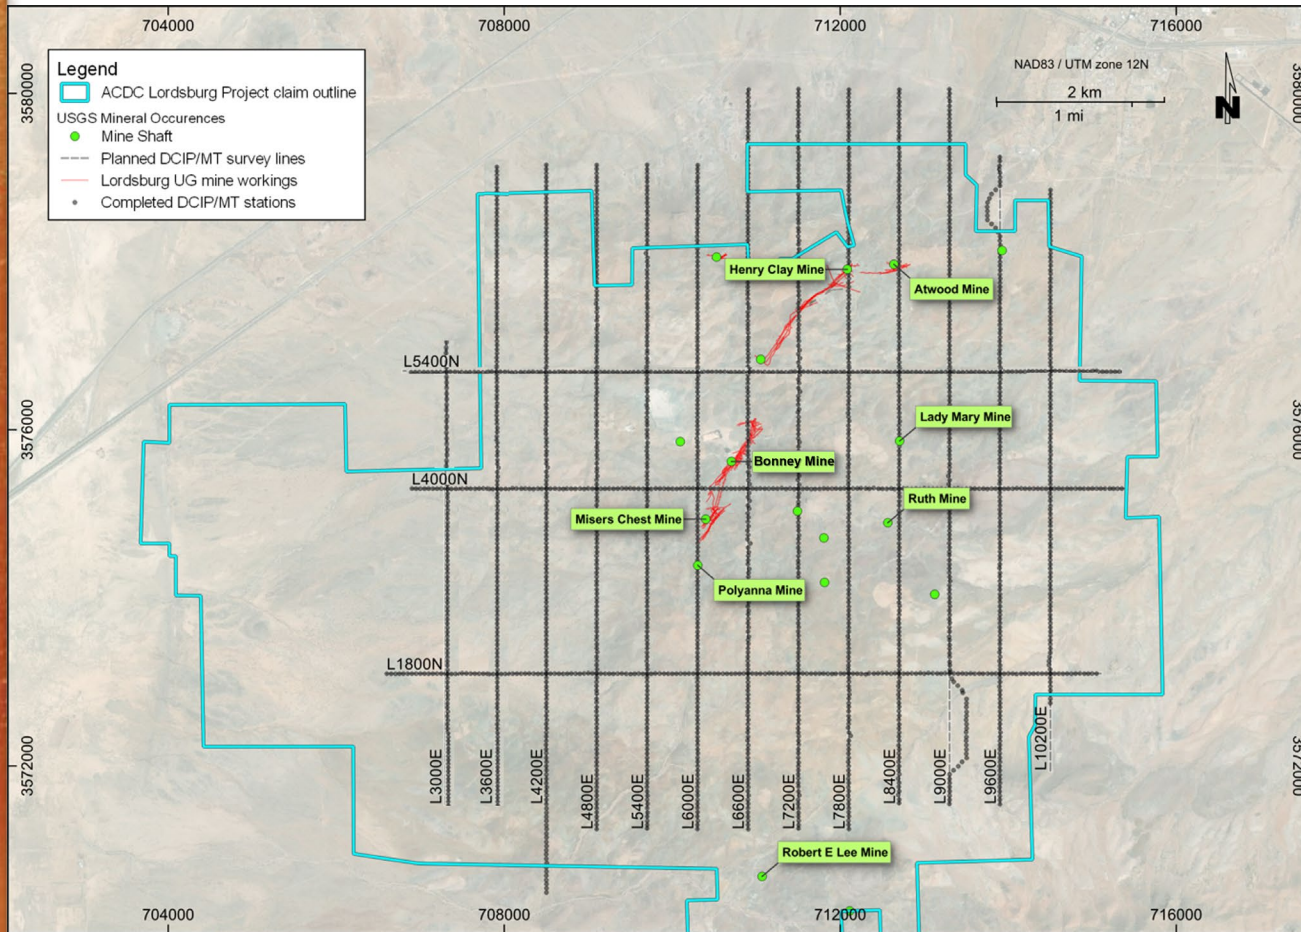 704000
708000
712000
716000
3580000
3580000
Legend
ACDC Lordsburg Project claim outline
USGS Mineral Occurences
Mine Shaft
Planned DCIP/MT survey lines
Lordsburg UG mine workings
Completed DCIP/MT stations
NAD83 / UTM zone 12N
2 km
1 mi
N
Henry Clay Mine
Atwood Mine
L5400N
3576000
3576000
Lady Mary Mine
Bonney Mine
L4000N
Ruth Mine
Misers Chest Mine
Polyanna Mine
L1800N
3572000
3572000
L3000E
L3600E
L4200E
L4800E
L5400E
L6000E
L6600E
L7200E
L7800E
L8400E
L9000E
L9600E
L10200E
Robert E Lee Mine
704000
708000
712000
716000